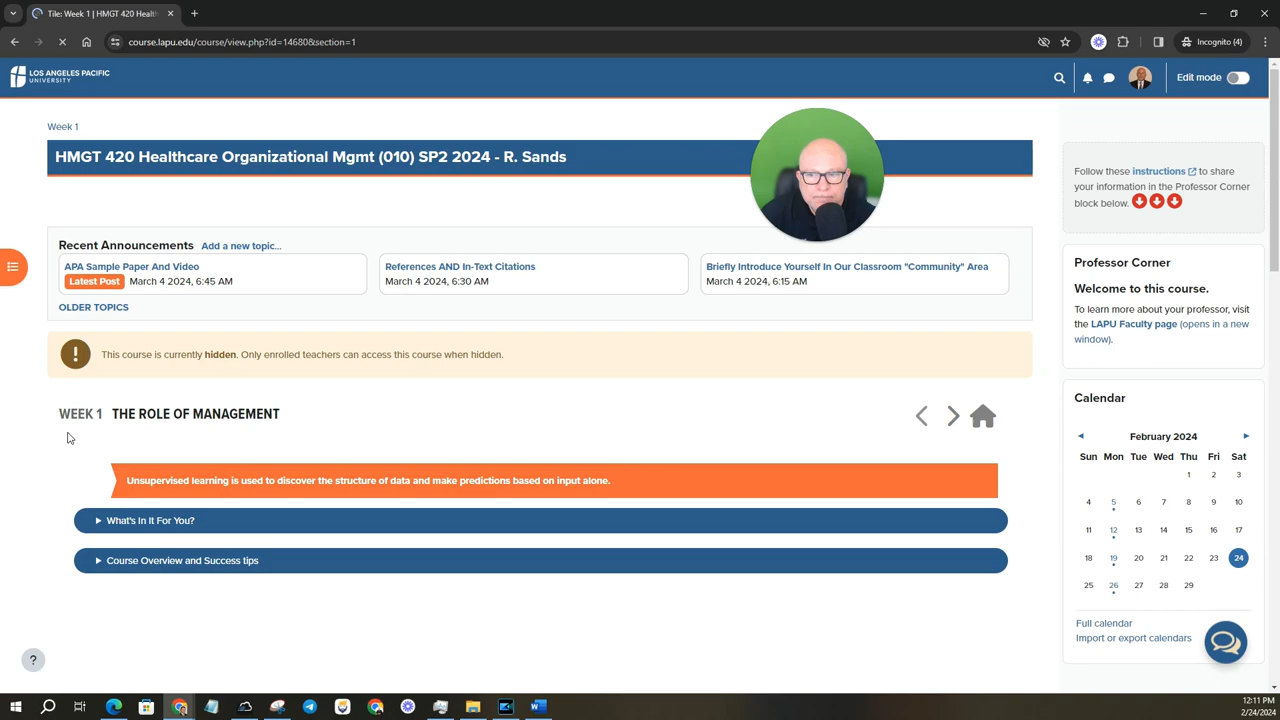 Tile: Week 1 | HMGT 420 Health
course.lapu.edu/course/view.php?id=14680&section=1
Incognito (4)
LOS ANGELES PACIFIC
UNIVERSITY
Edit mode
Week 1
HMGT 420 Healthcare Organizational Mgmt (010) SP2 2024 - R. Sands
Follow these instructions to share
your information in the Professor Corner
block below.
Recent Announcements Add a new topic...
APA Sample Paper And Video
Latest Post March 4 2024, 6:45 AM
References AND In-Text Citations
March 4 2024, 6:30 AM
Briefly Introduce Yourself In Our Classroom "Community" Area
March 4 2024, 6:15 AM
OLDER TOPICS
Professor Corner
Welcome to this course.
To learn more about your professor, visit
the LAPU Faculty page (opens in a new
window).
This course is currently hidden. Only enrolled teachers can access this course when hidden.
WEEK 1 THE ROLE OF MANAGEMENT
Unsupervised learning is used to discover the structure of data and make predictions based on input alone.
What's In It For You?
Course Overview and Success tips
Calendar
February 2024
Sun Mon Tue Wed Thu Fri Sat
1 2 3
4 5 6 7 8 9 10
11 12 13 14 15 16 17
18 19 20 21 22 23 24
25 26 27 28 29
Full calendar
Import or export calendars
?
12:11 PM
2/24/2024